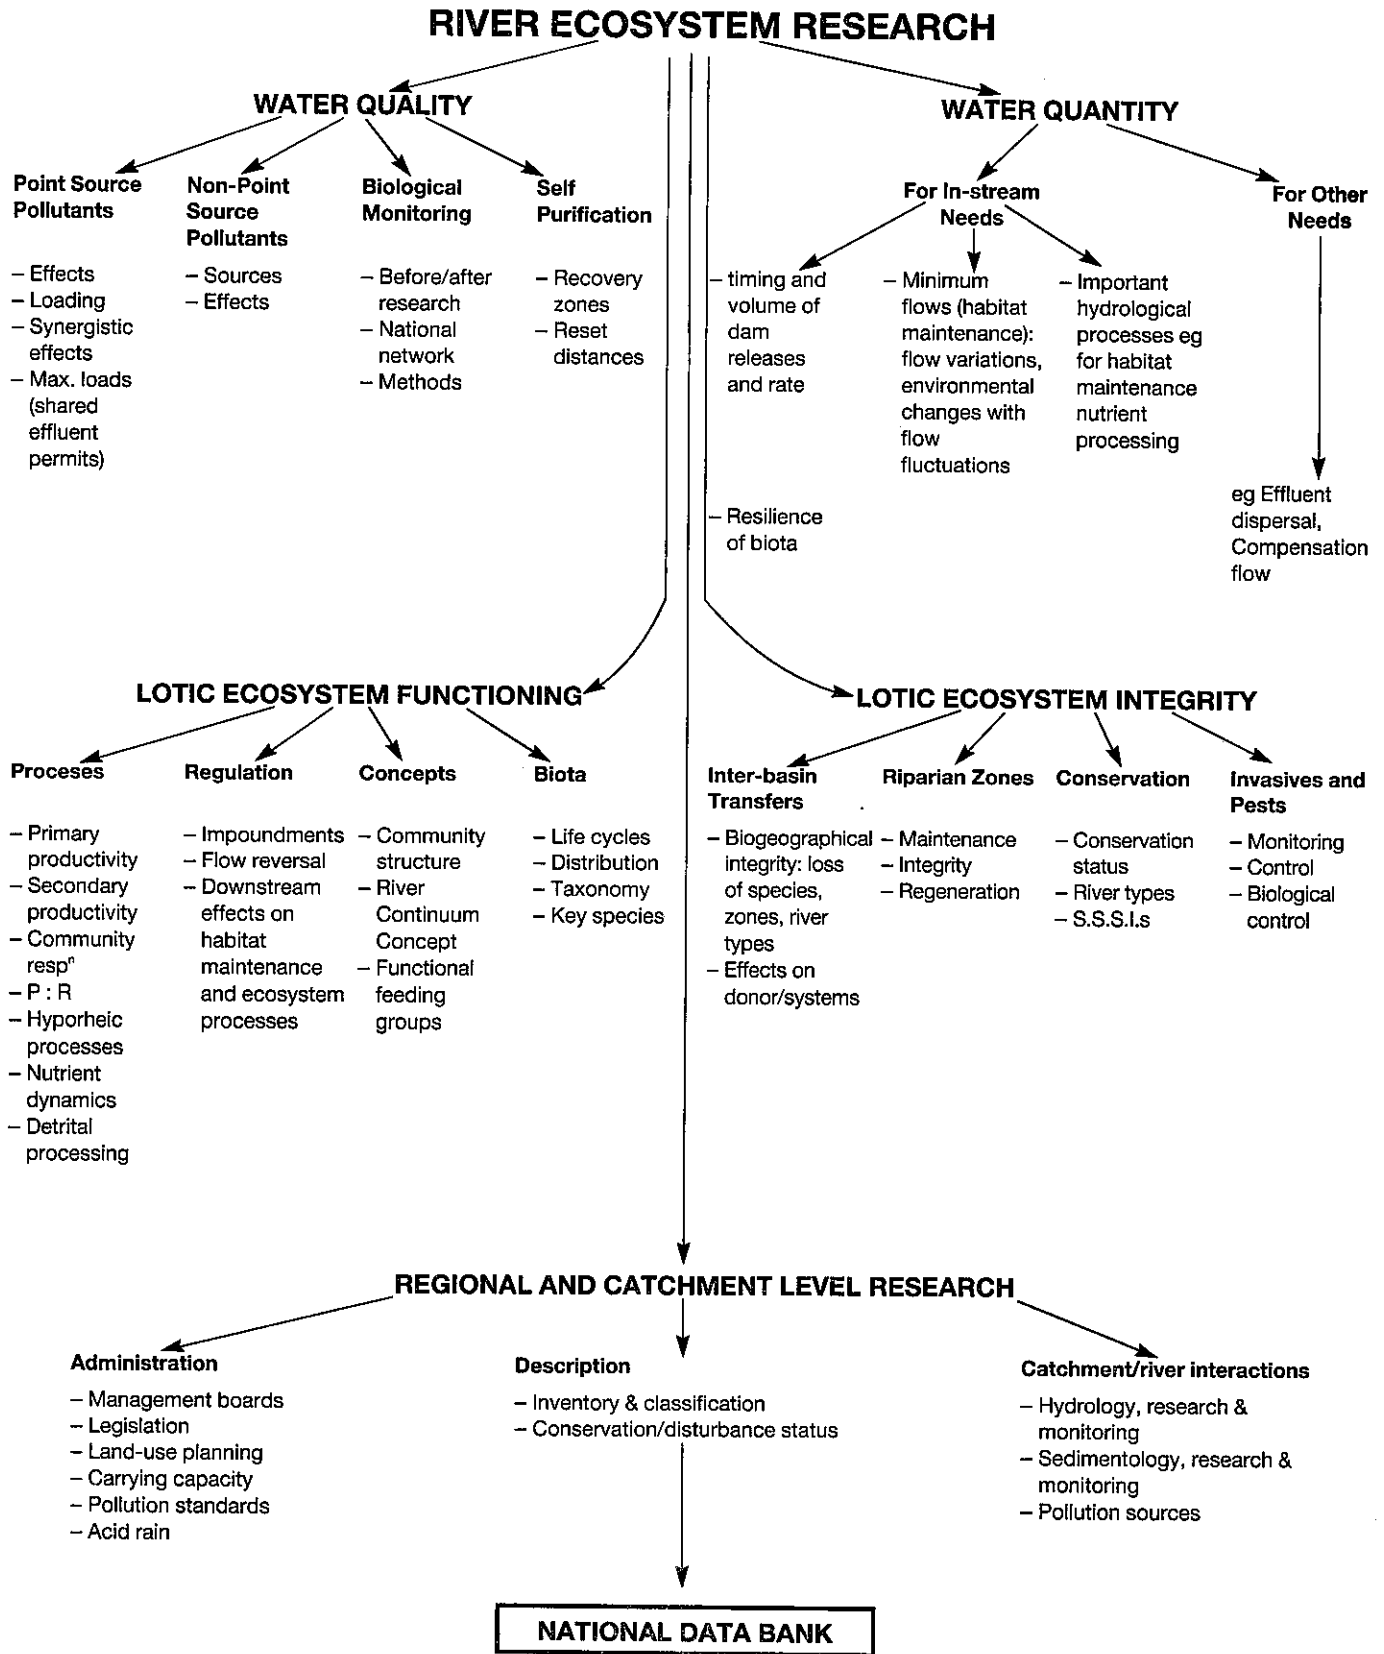 RIVER ECOSYSTEM RESEARCH
WATER QUALITY
Point Source
Pollutants
– Effects
– Loading
– Synergistic
effects
– Max. loads
(shared
effluent
permits)
Non-Point
Source
Pollutants
– Sources
– Effects
Biological
Monitoring
– Before/after
research
– National
network
– Methods
Self
Purification
– Recovery
zones
– Reset
distances
WATER QUANTITY
For In-stream
Needs
– timing and
volume of
dam
releases
and rate
– Resilience
of biota
– Minimum
flows (habitat
maintenance):
flow variations,
environmental
changes with
flow
fluctuations
– Important
hydrological
processes eg
for habitat
maintenance
nutrient
processing
For Other
Needs
eg Effluent
dispersal,
Compensation
flow
LOTIC ECOSYSTEM FUNCTIONING
Proceses
– Primary
productivity
– Secondary
productivity
– Community
respⁿ
– P : R
– Hyporheic
processes
– Nutrient
dynamics
– Detrital
processing
Regulation
– Impoundments
– Flow reversal
– Downstream
effects on
habitat
maintenance
and ecosystem
processes
Concepts
– Community
structure
– River
Continuum
Concept
– Functional
feeding
groups
Biota
– Life cycles
– Distribution
– Taxonomy
– Key species
LOTIC ECOSYSTEM INTEGRITY
Inter-basin
Transfers
– Biogeographical
integrity: loss
of species,
zones, river
types
– Effects on
donor/systems
Riparian Zones
– Maintenance
– Integrity
– Regeneration
Conservation
– Conservation
status
– River types
– S.S.S.I.s
Invasives and
Pests
– Monitoring
– Control
– Biological
control
REGIONAL AND CATCHMENT LEVEL RESEARCH
Administration
– Management boards
– Legislation
– Land-use planning
– Carrying capacity
– Pollution standards
– Acid rain
Description
– Inventory & classification
– Conservation/disturbance status
Catchment/river interactions
– Hydrology, research &
monitoring
– Sedimentology, research &
monitoring
– Pollution sources
NATIONAL DATA BANK